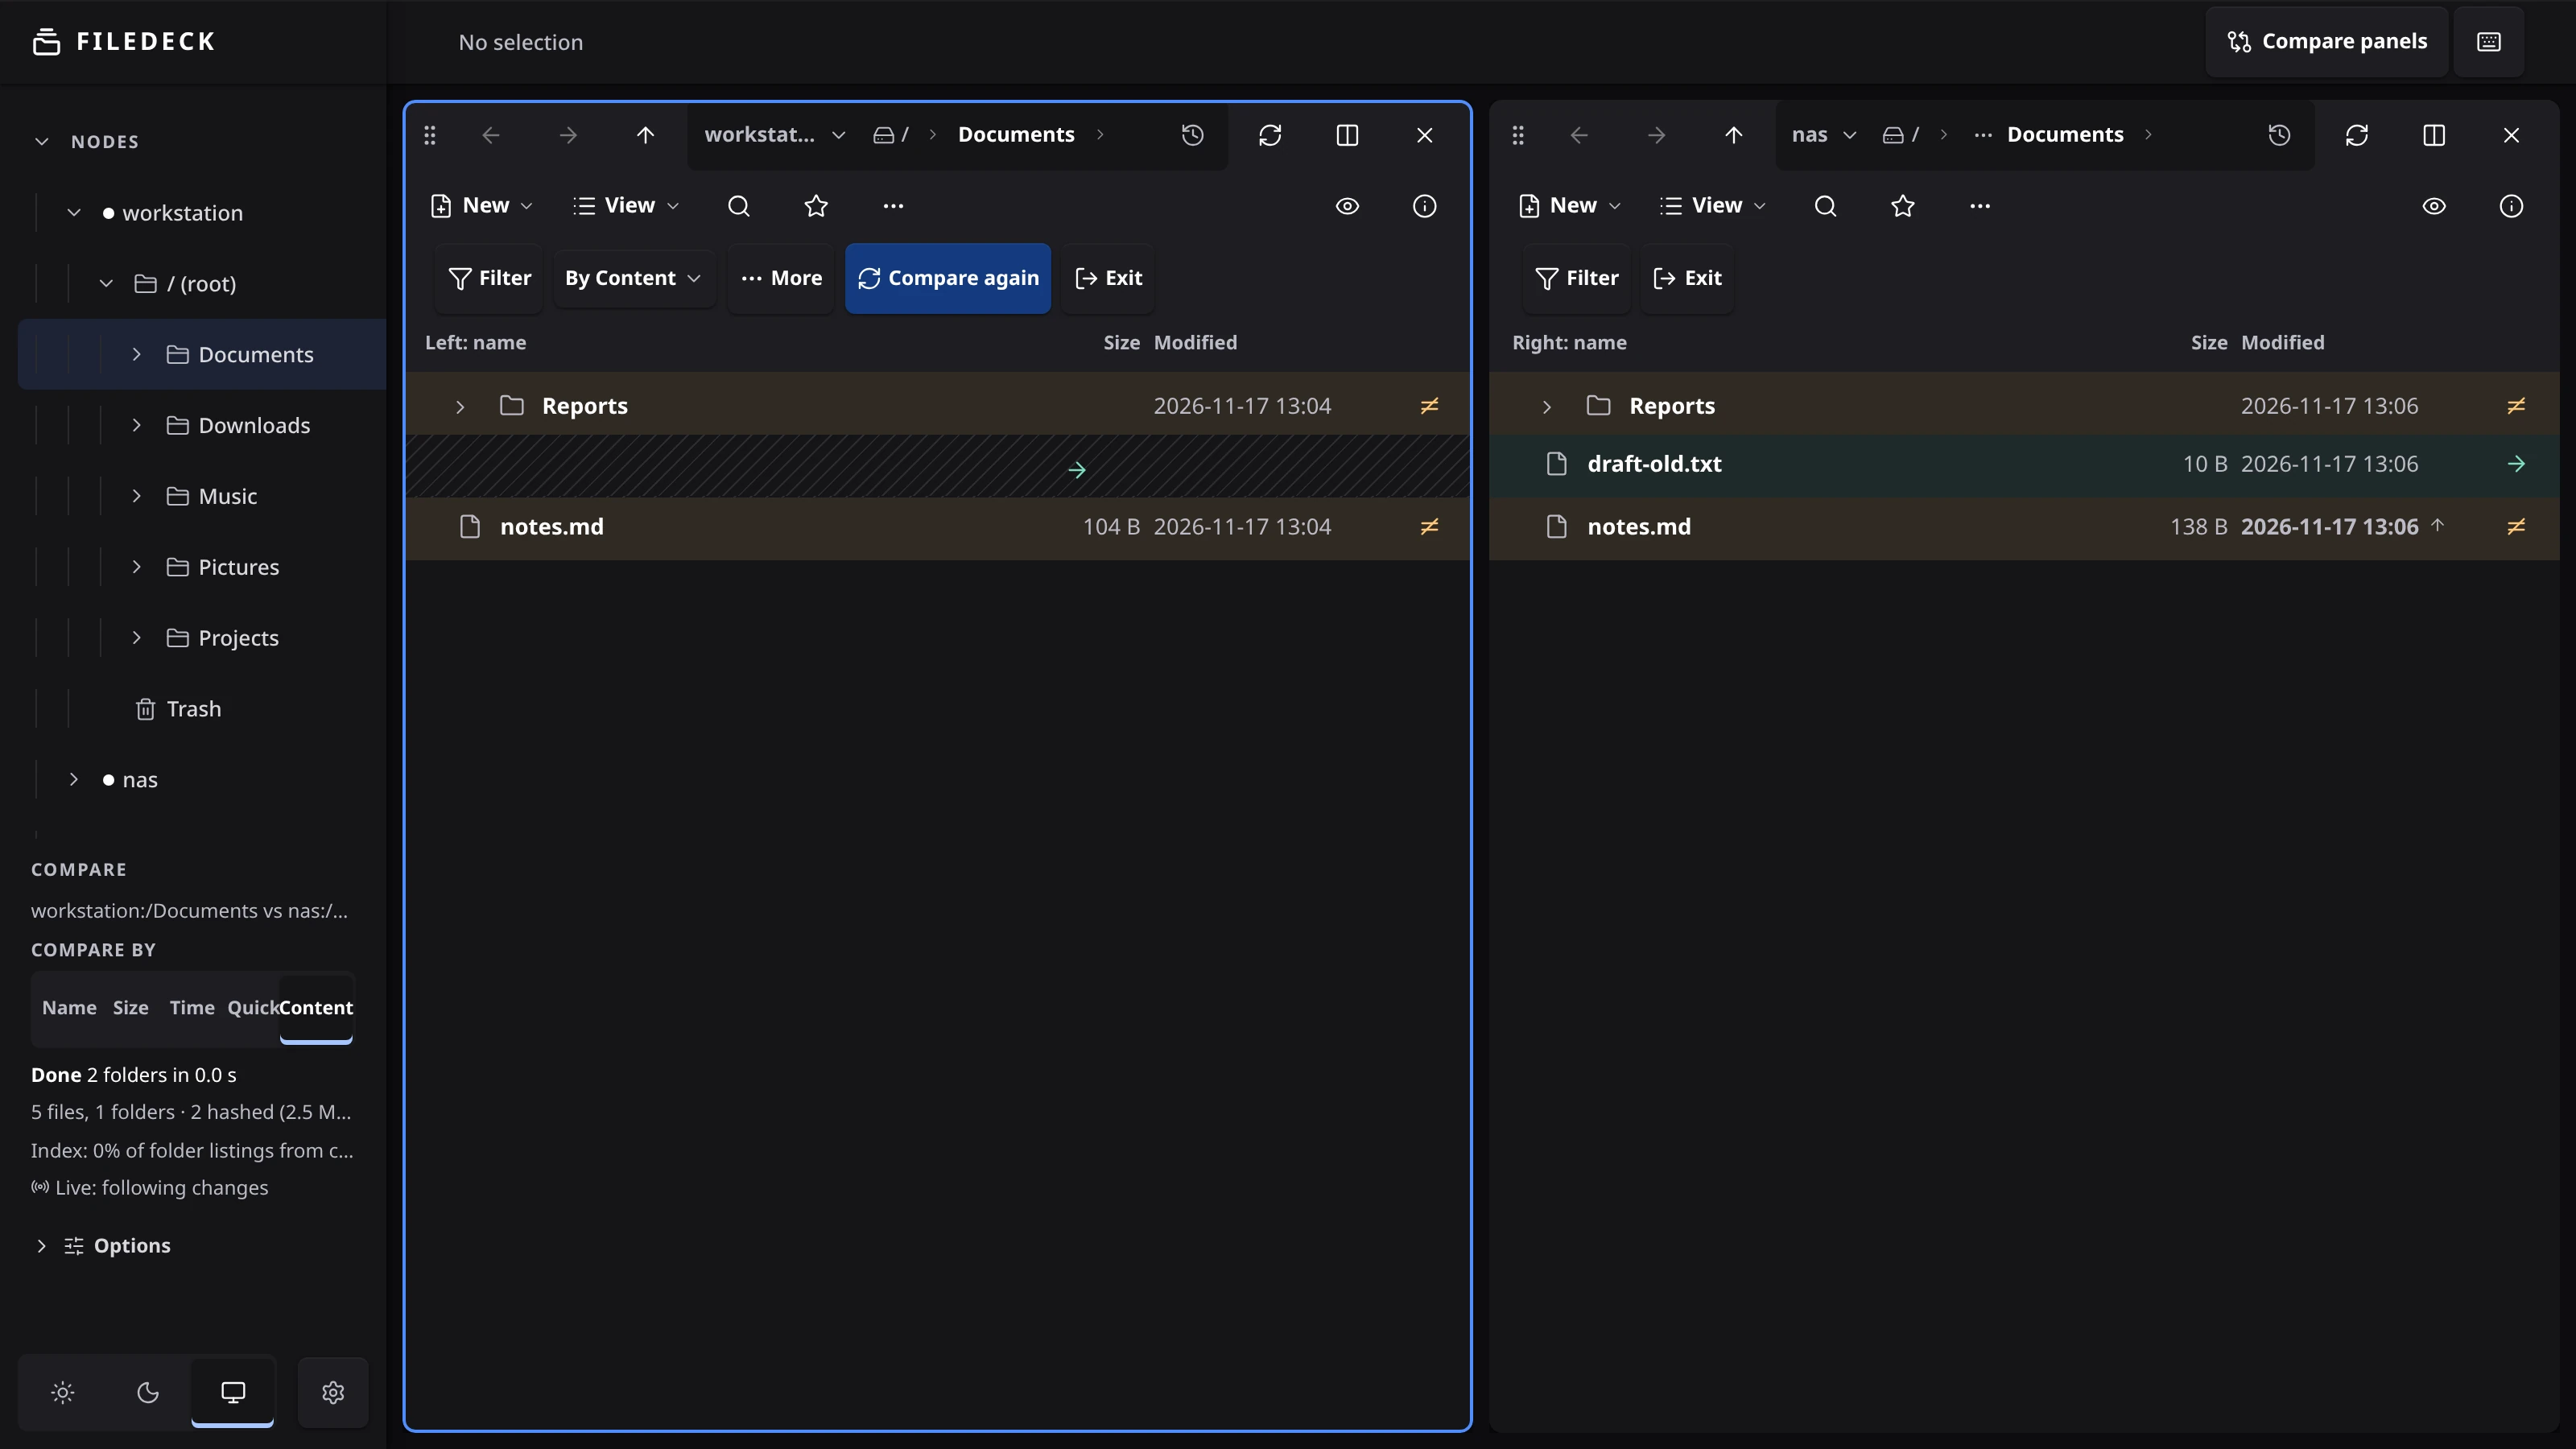 FILEDECK
No selection
Compare panels
NODES
workstation
/ (root)
Documents
Downloads
Music
Pictures
Projects
Trash
nas
COMPARE
workstation:/Documents vs nas:/...
COMPARE BY
Name Size Time Quick Content
Done 2 folders in 0.0 s
5 files, 1 folders · 2 hashed (2.5 M...
Index: 0% of folder listings from c...
Live: following changes
Options
workstat... / Documents
New View
Filter By Content More Compare again Exit
Left: name Size Modified
Reports 2026-11-17 13:04 ≠
→
notes.md 104 B 2026-11-17 13:04 ≠
nas / ... Documents
New View
Filter Exit
Right: name Size Modified
Reports 2026-11-17 13:06 ≠
draft-old.txt 10 B 2026-11-17 13:06 →
notes.md 138 B 2026-11-17 13:06 ↑ ≠